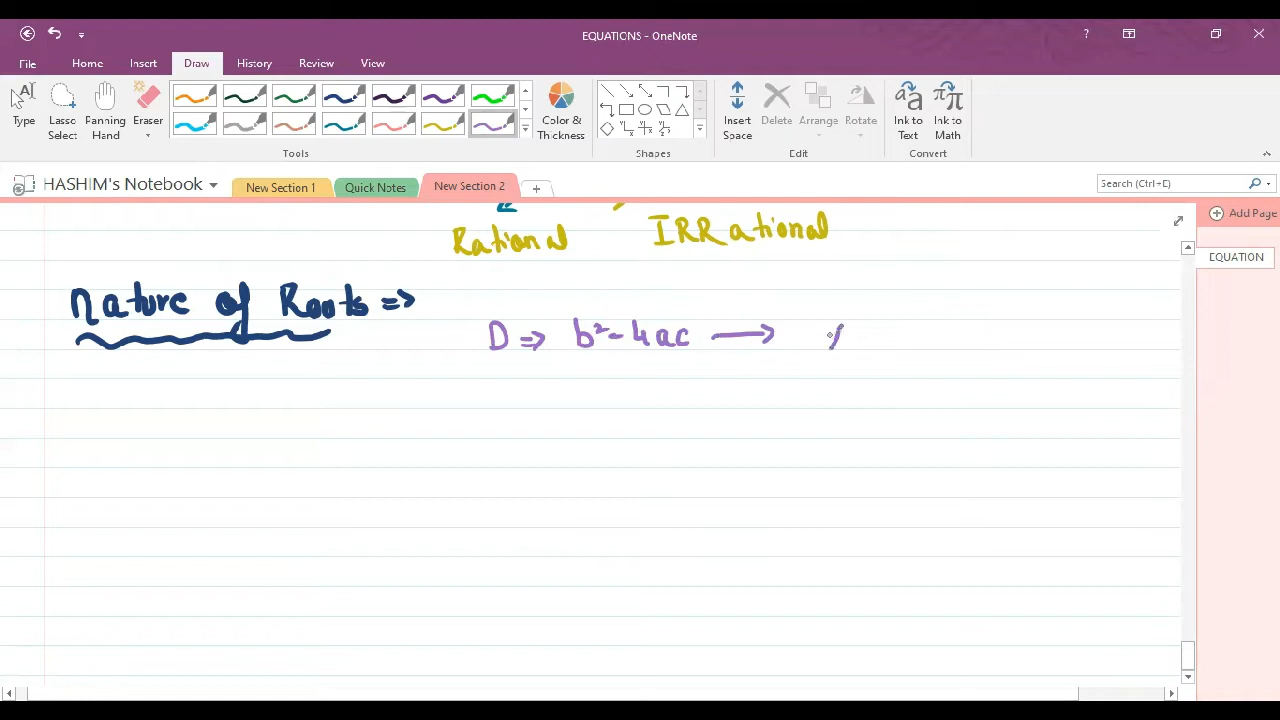 EQUATIONS - OneNote
?
File Home Insert Draw History Review View
Type
Lasso Select
Panning Hand
Eraser
Color & Thickness
Insert Space
Delete
Arrange
Rotate
Ink to Text
Ink to Math
Tools
Shapes
Edit
Convert
HASHIM's Notebook New Section 1 Quick Notes New Section 2
Search (Ctrl+E)
Add Page
EQUATION
Rational IRRational
Nature of Roots =>
D => b²-4ac ⟶